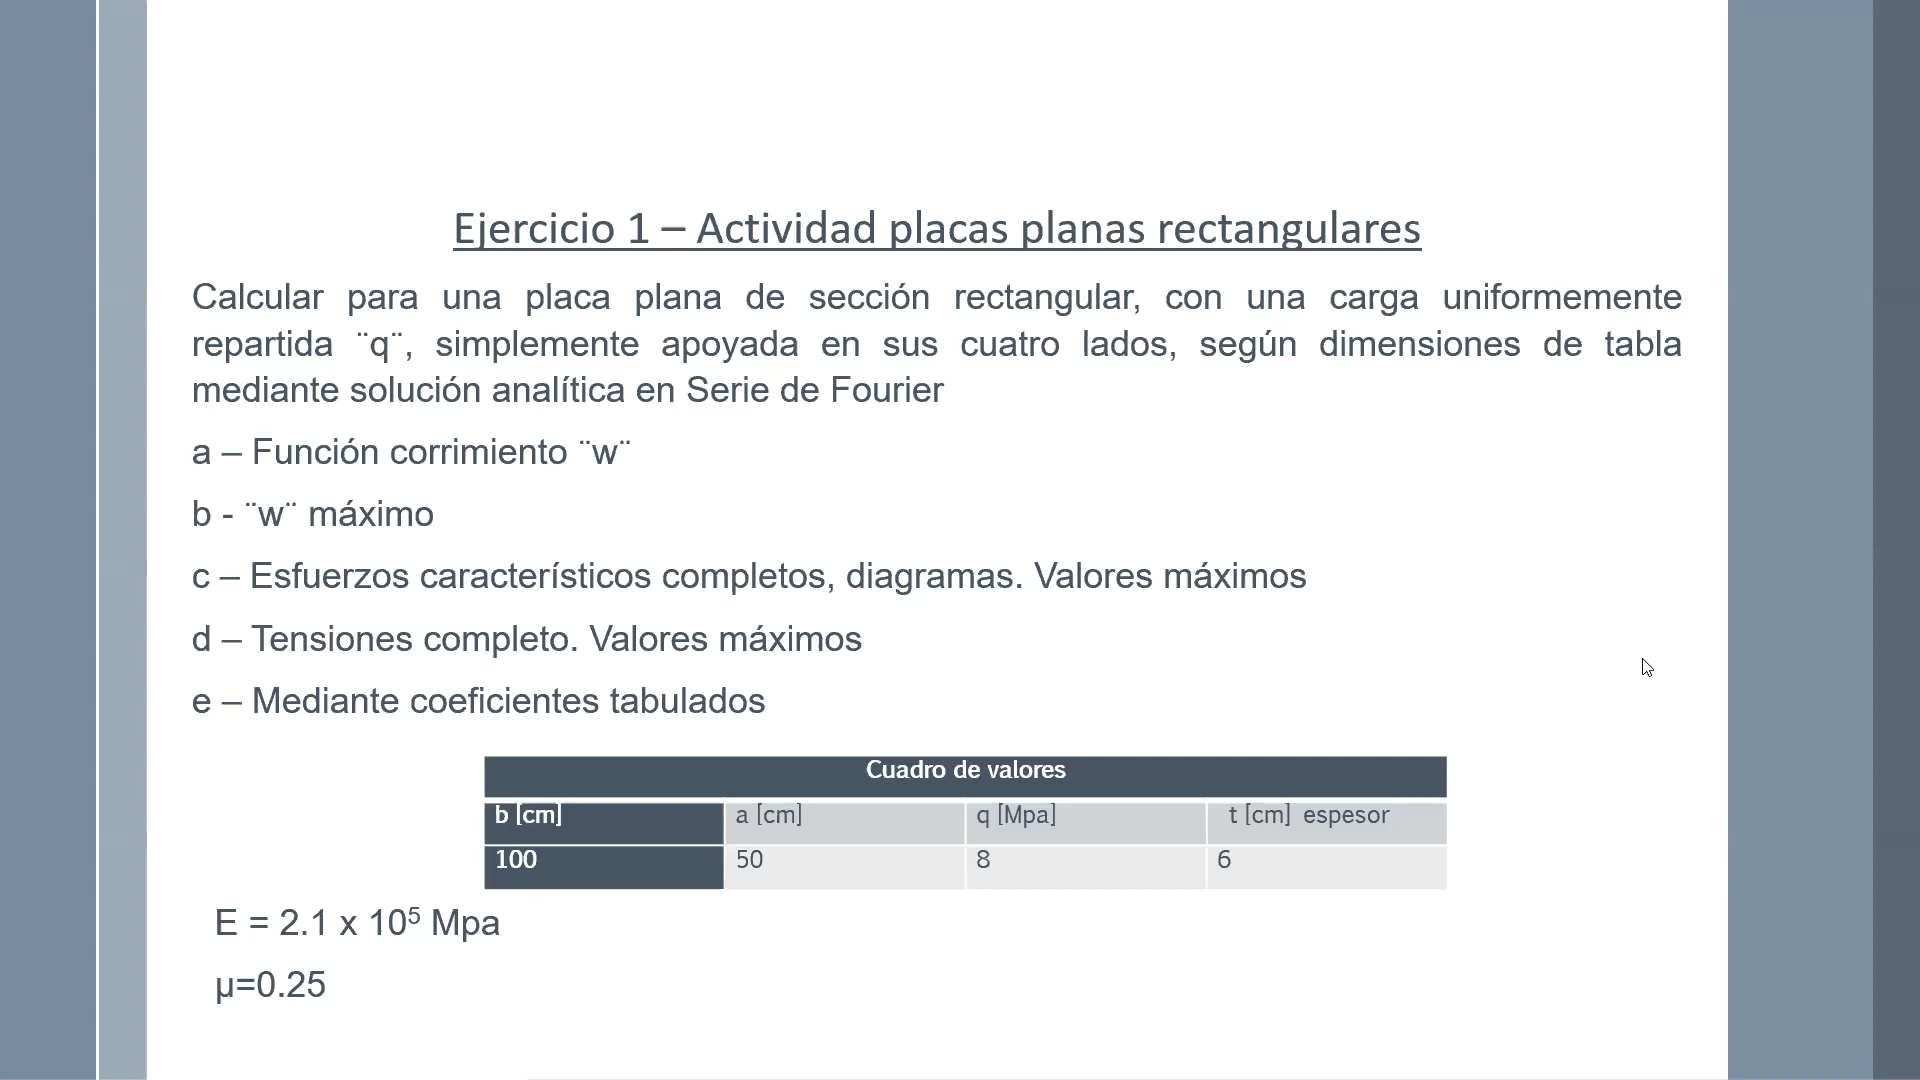 Ejercicio 1 – Actividad placas planas rectangulares
Calcular para una placa plana de sección rectangular, con una carga uniformemente
repartida ¨q¨, simplemente apoyada en sus cuatro lados, según dimensiones de tabla
mediante solución analítica en Serie de Fourier
a – Función corrimiento ¨w¨
b - ¨w¨ máximo
c – Esfuerzos característicos completos, diagramas. Valores máximos
d – Tensiones completo. Valores máximos
e – Mediante coeficientes tabulados
Cuadro de valores
b [cm] a [cm] q [Mpa] t [cm] espesor
100 50 8 6
E = 2.1 x 10⁵ Mpa
μ=0.25